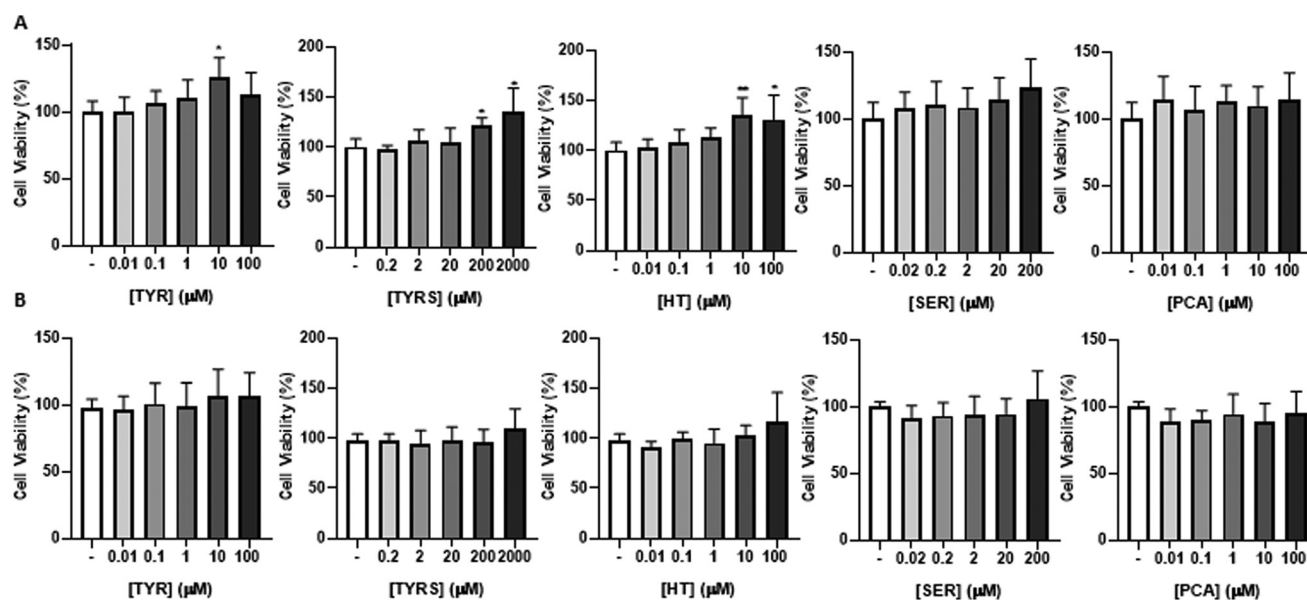 A
Cell Viability (%)
150
100
50
0
*
- 0.01 0.1 1 10 100
[TYR] (µM)
Cell Viability (%)
200
150
100
50
0
* *
- 0.2 2 20 200 2000
[TYRS] (µM)
Cell Viability (%)
200
150
100
50
0
** *
- 0.01 0.1 1 10 100
[HT] (µM)
Cell Viability (%)
150
100
50
0
- 0.02 0.2 2 20 200
[SER] (µM)
Cell Viability (%)
150
100
50
0
- 0.01 0.1 1 10 100
[PCA] (µM)
B
Cell Viability (%)
150
100
50
0
- 0.01 0.1 1 10 100
[TYR] (µM)
Cell Viability (%)
200
150
100
50
0
- 0.2 2 20 200 2000
[TYRS] (µM)
Cell Viability (%)
200
150
100
50
0
- 0.01 0.1 1 10 100
[HT] (µM)
Cell Viability (%)
150
100
50
0
- 0.02 0.2 2 20 200
[SER] (µM)
Cell Viability (%)
150
100
50
0
- 0.01 0.1 1 10 100
[PCA] (µM)